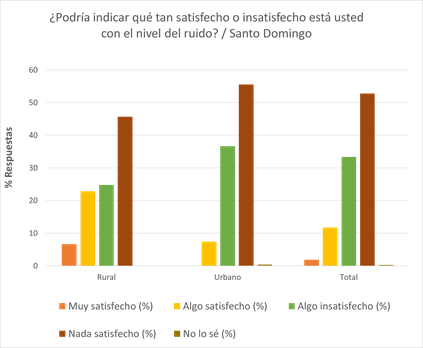 ¿Podría indicar qué tan satisfecho o insatisfecho está usted
con el nivel del ruido? / Santo Domingo
60
50
40
30
20
10
0
% Respuestas
Rural
Urbano
Total
Muy satisfecho (%)
Algo satisfecho (%)
Algo insatisfecho (%)
Nada satisfecho (%)
No lo sé (%)